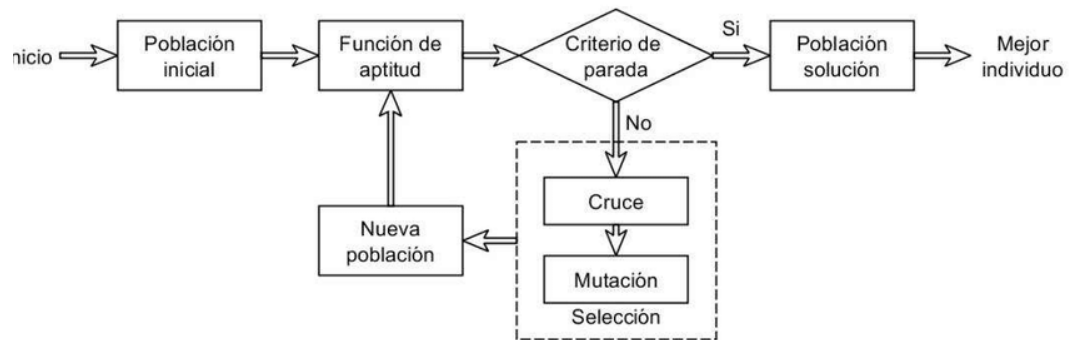 nicio
Población
inicial
Función de
aptitud
Criterio de
parada
Si
Población
solución
Mejor
individuo
No
Cruce
Nueva
población
Mutación
Selección